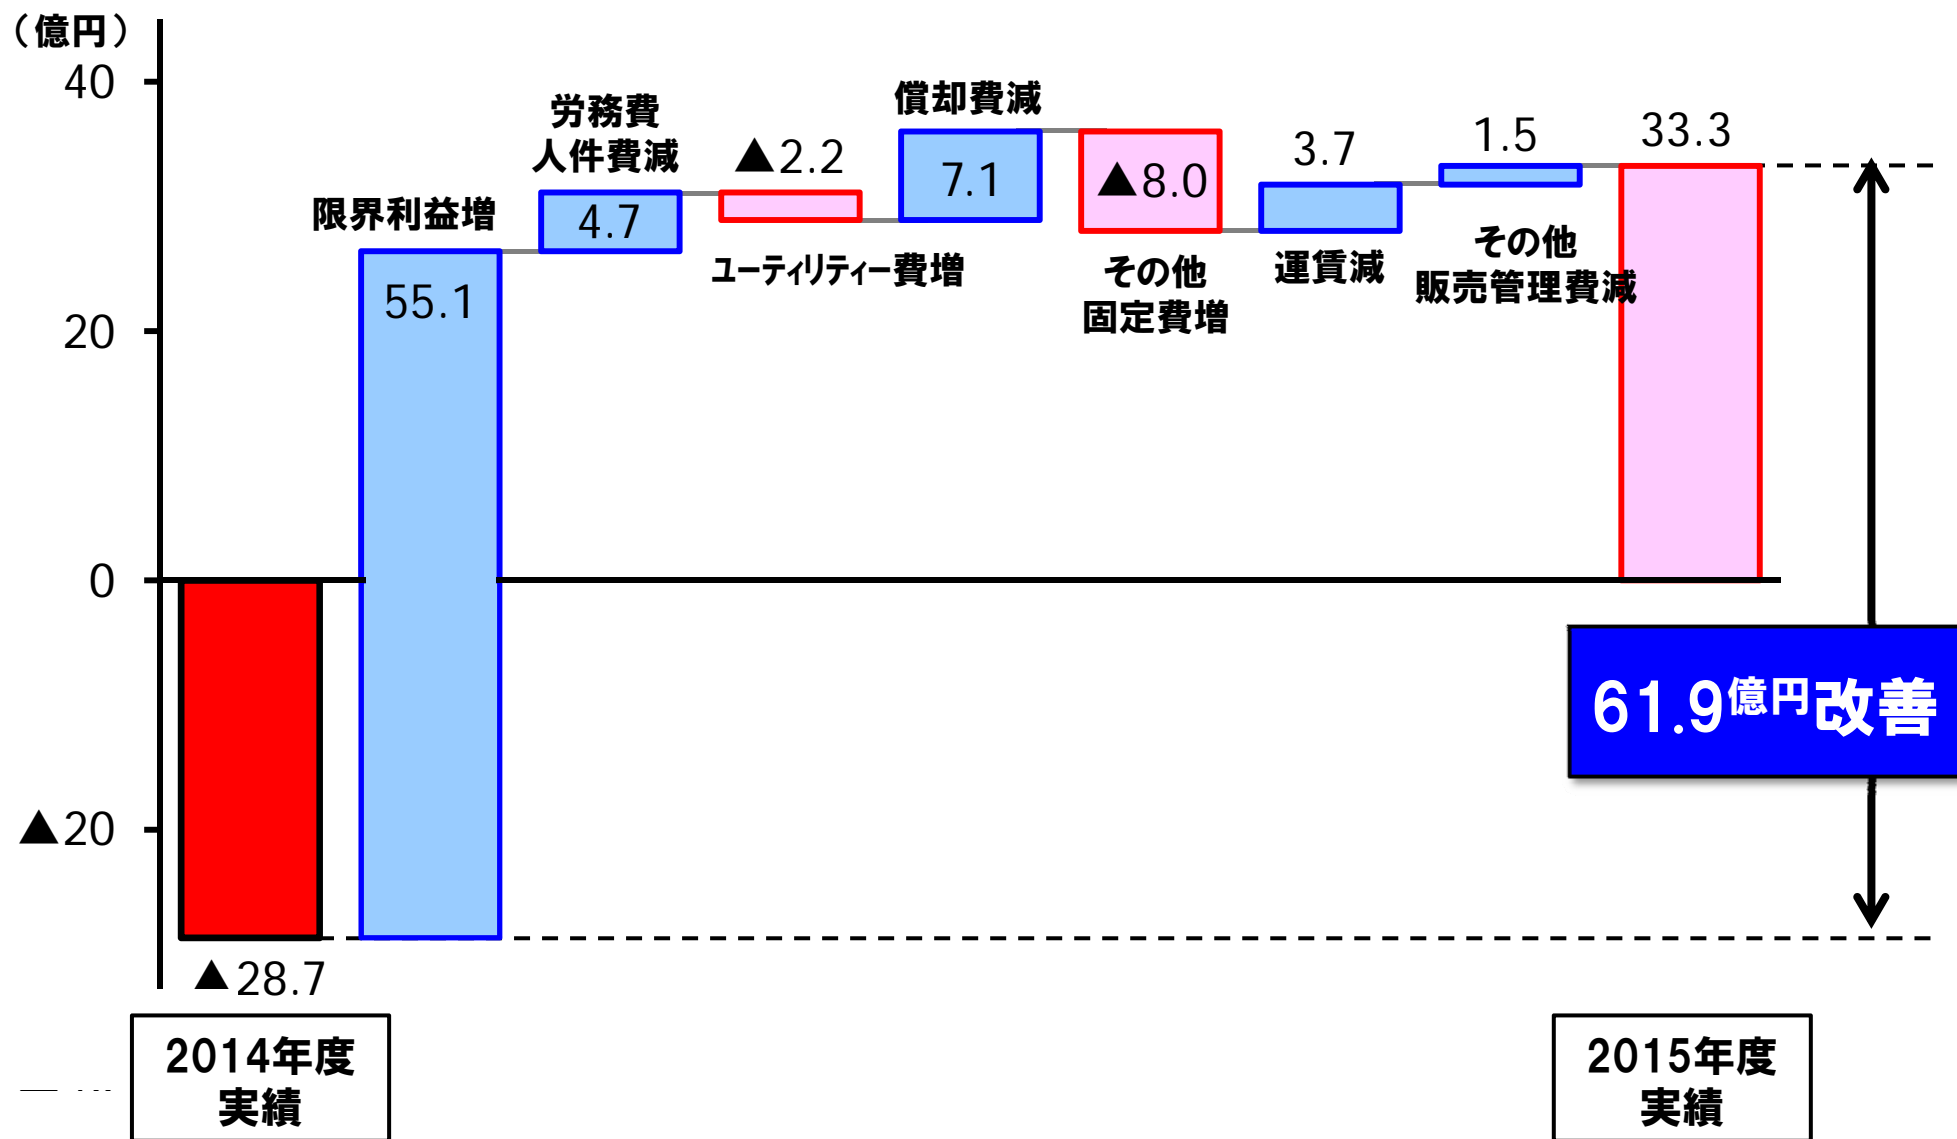 （億円）
40
20
0
▲20
▲28.7
限界利益増
55.1
労務費
人件費減
4.7
▲2.2
ユーティリティー費増
償却費減
7.1
▲8.0
その他
固定費増
3.7
運賃減
1.5
その他
販売管理費減
33.3
61.9億円改善
2014年度
実績
2015年度
実績